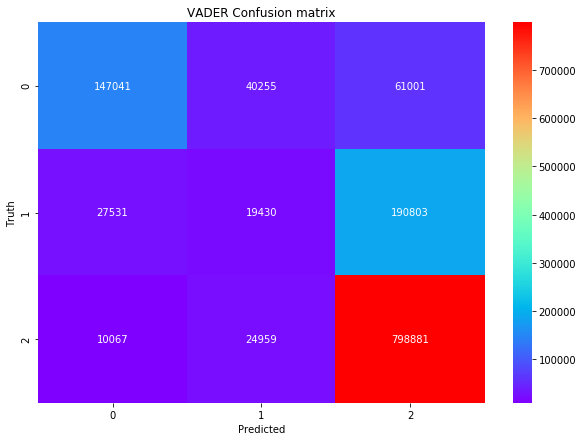 VADER Confusion matrix
0 147041 40255 61001
1 27531 19430 190803
2 10067 24959 798881
0 1 2
Truth
Predicted
700000
600000
500000
400000
300000
200000
100000